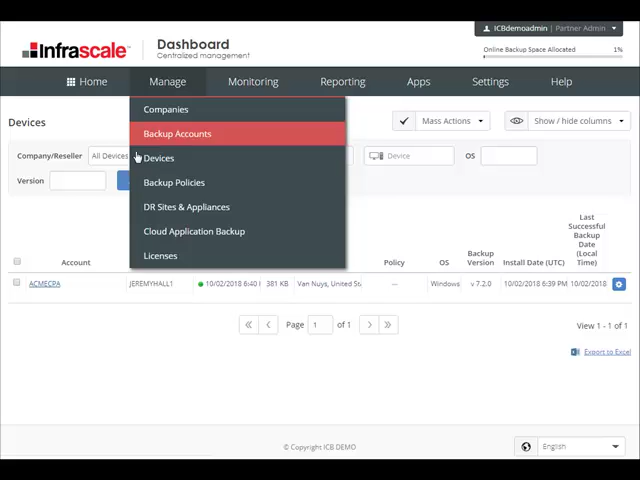 ICBdemoadmin | Partner Admin
Infrascale
Dashboard
Centralized management
Online Backup Space Allocated 1%
Home Manage Monitoring Reporting Apps Settings Help
Companies
Backup Accounts
Devices
Backup Policies
DR Sites & Appliances
Cloud Application Backup
Licenses
Devices
Mass Actions
Show / hide columns
Company/Reseller All Devices Device OS
Version
Account Policy OS Backup Version Install Date (UTC) Last Successful Backup Date (Local Time)
ACMECPA JEREMYHALL1 10/02/2018 6:40 381 KB Van Nuys, United St --- Windows v 7.2.0 10/02/2018 6:39 PM 10/02/2018
Page 1 of 1
View 1 - 1 of 1
Export to Excel
© Copyright ICB DEMO
English